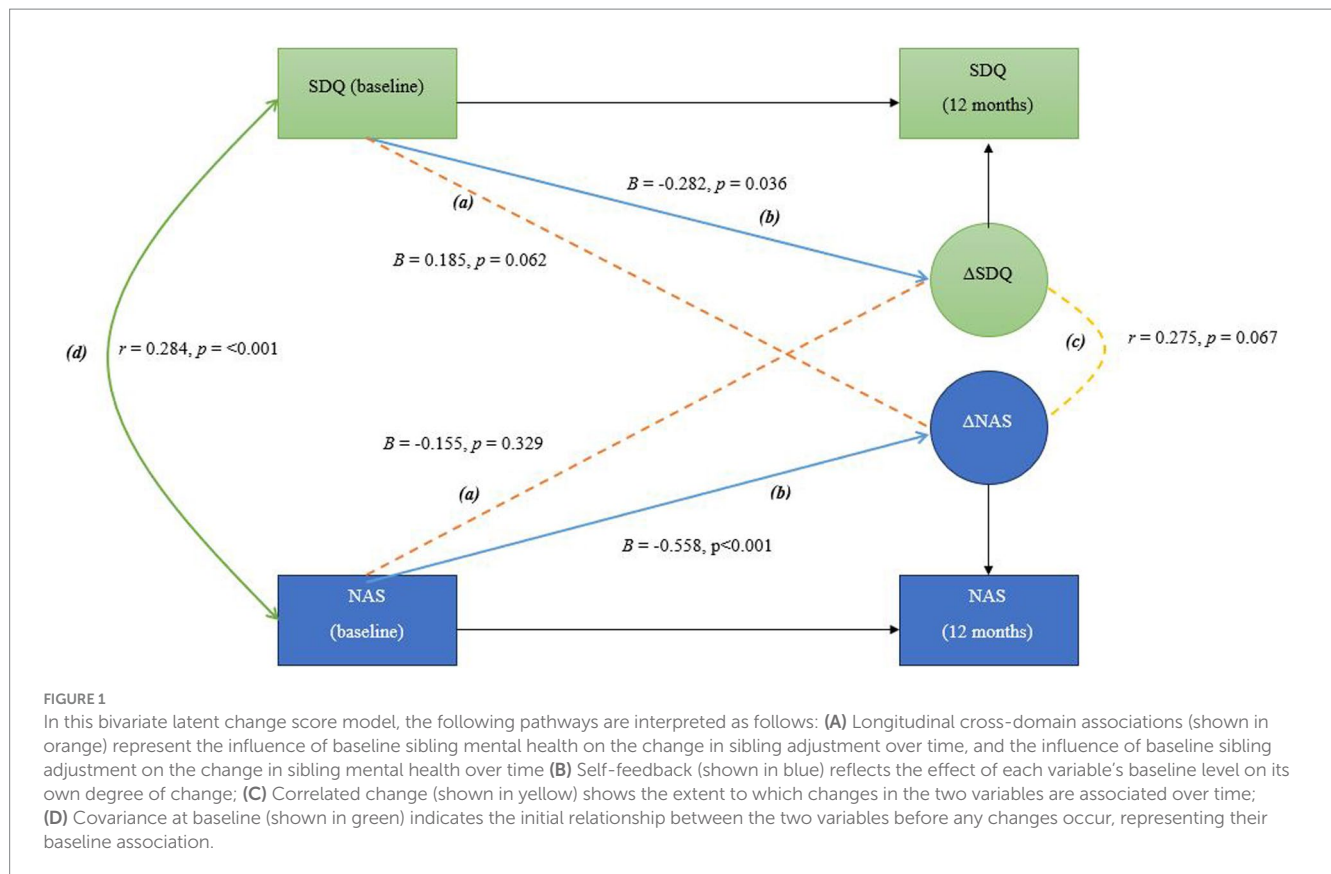 SDQ (baseline)
SDQ
(12 months)
B = -0.282, p = 0.036
(a)
(b)
B = 0.185, p = 0.062
ΔSDQ
(d)
r = 0.284, p = <0.001
(c)
r = 0.275, p = 0.067
ΔNAS
B = -0.155, p = 0.329
(a)
(b)
B = -0.558, p<0.001
NAS
(baseline)
NAS
(12 months)
FIGURE 1
In this bivariate latent change score model, the following pathways are interpreted as follows: (A) Longitudinal cross-domain associations (shown in
orange) represent the influence of baseline sibling mental health on the change in sibling adjustment over time, and the influence of baseline sibling
adjustment on the change in sibling mental health over time (B) Self-feedback (shown in blue) reflects the effect of each variable’s baseline level on its
own degree of change; (C) Correlated change (shown in yellow) shows the extent to which changes in the two variables are associated over time;
(D) Covariance at baseline (shown in green) indicates the initial relationship between the two variables before any changes occur, representing their
baseline association.